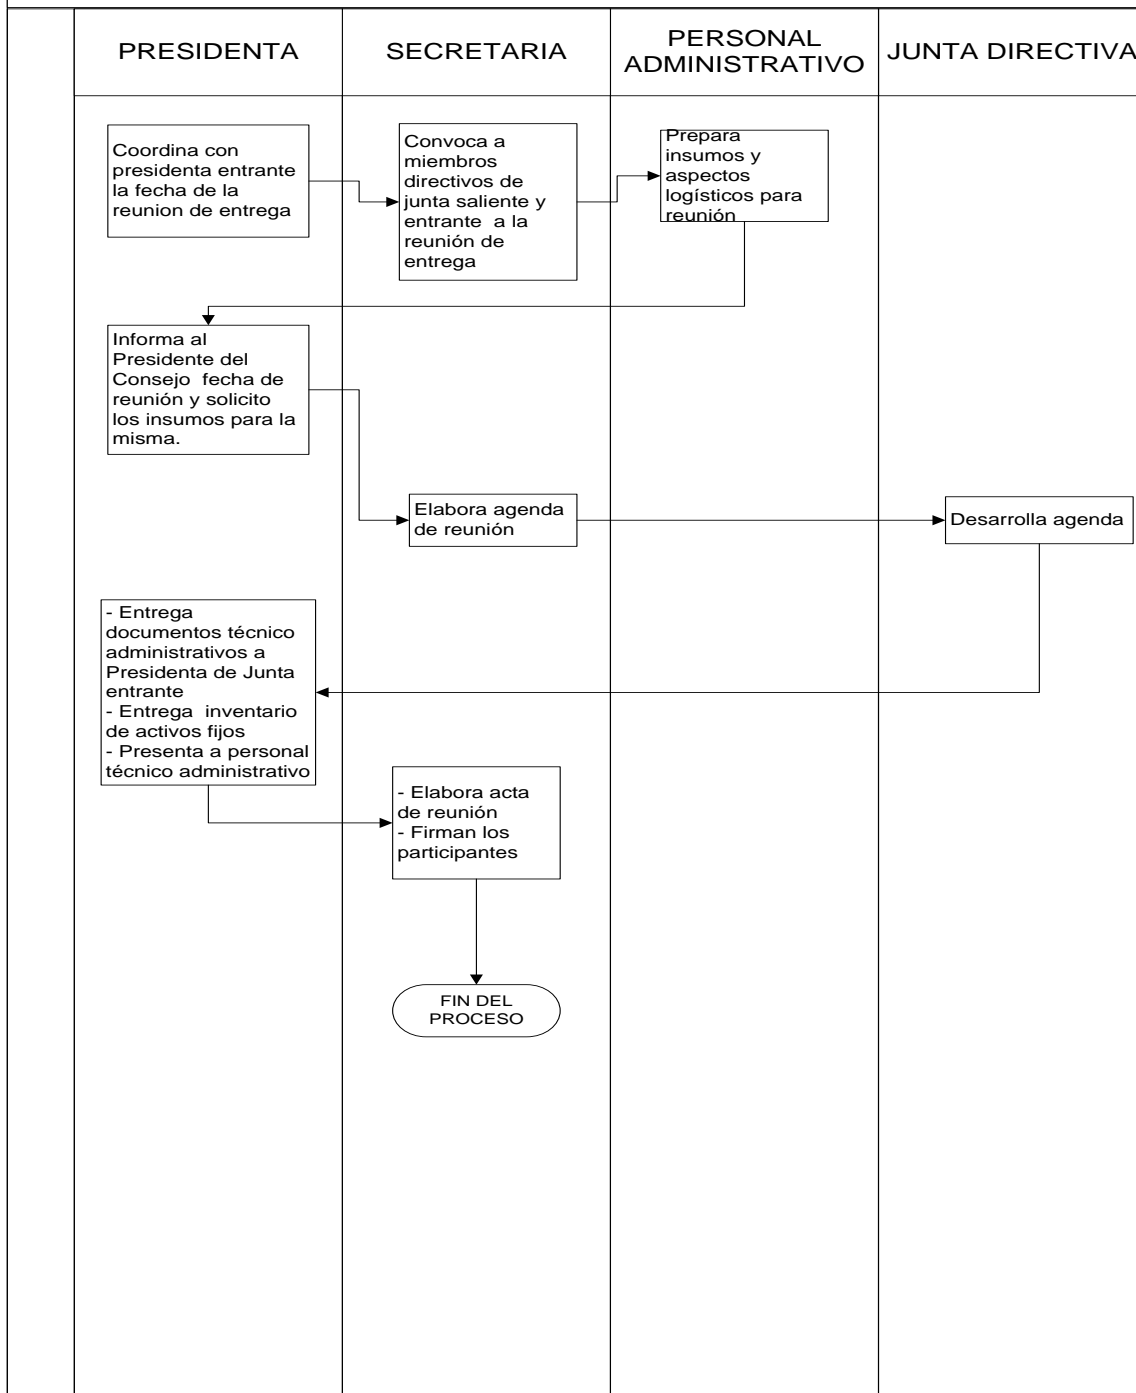 PRESIDENTA
SECRETARIA
PERSONAL
ADMINISTRATIVO
JUNTA DIRECTIVA
Coordina con
presidenta entrante
la fecha de la
reunion de entrega
Convoca a
miembros
directivos de
junta saliente y
entrante a la
reunión de
entrega
Prepara
insumos y
aspectos
logísticos para
reunión
Informa al
Presidente del
Consejo fecha de
reunión y solicito
los insumos para la
misma.
Elabora agenda
de reunión
Desarrolla agenda
- Entrega
documentos técnico
administrativos a
Presidenta de Junta
entrante
- Entrega inventario
de activos fijos
- Presenta a personal
técnico administrativo
- Elabora acta
de reunión
- Firman los
participantes
FIN DEL
PROCESO